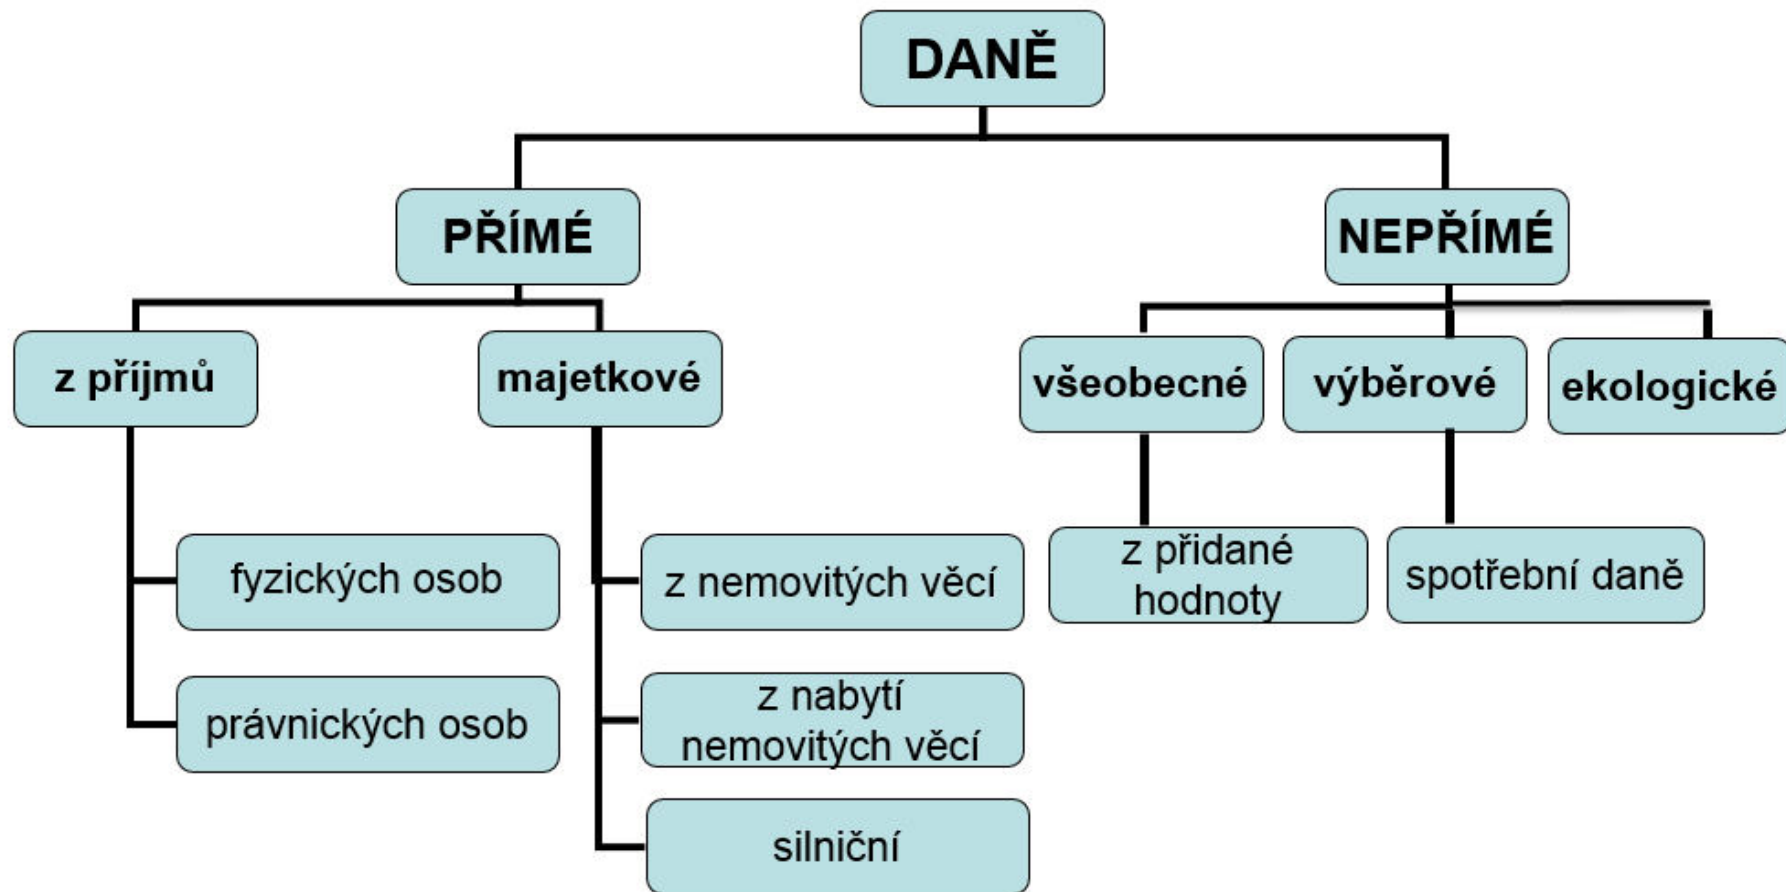 DANĚ
PŘÍMÉ
NEPŘÍMÉ
z příjmů
majetkové
všeobecné
výběrové
ekologické
fyzických osob
z nemovitých věcí
z přidané
hodnoty
spotřební daně
právnických osob
z nabytí
nemovitých věcí
silniční